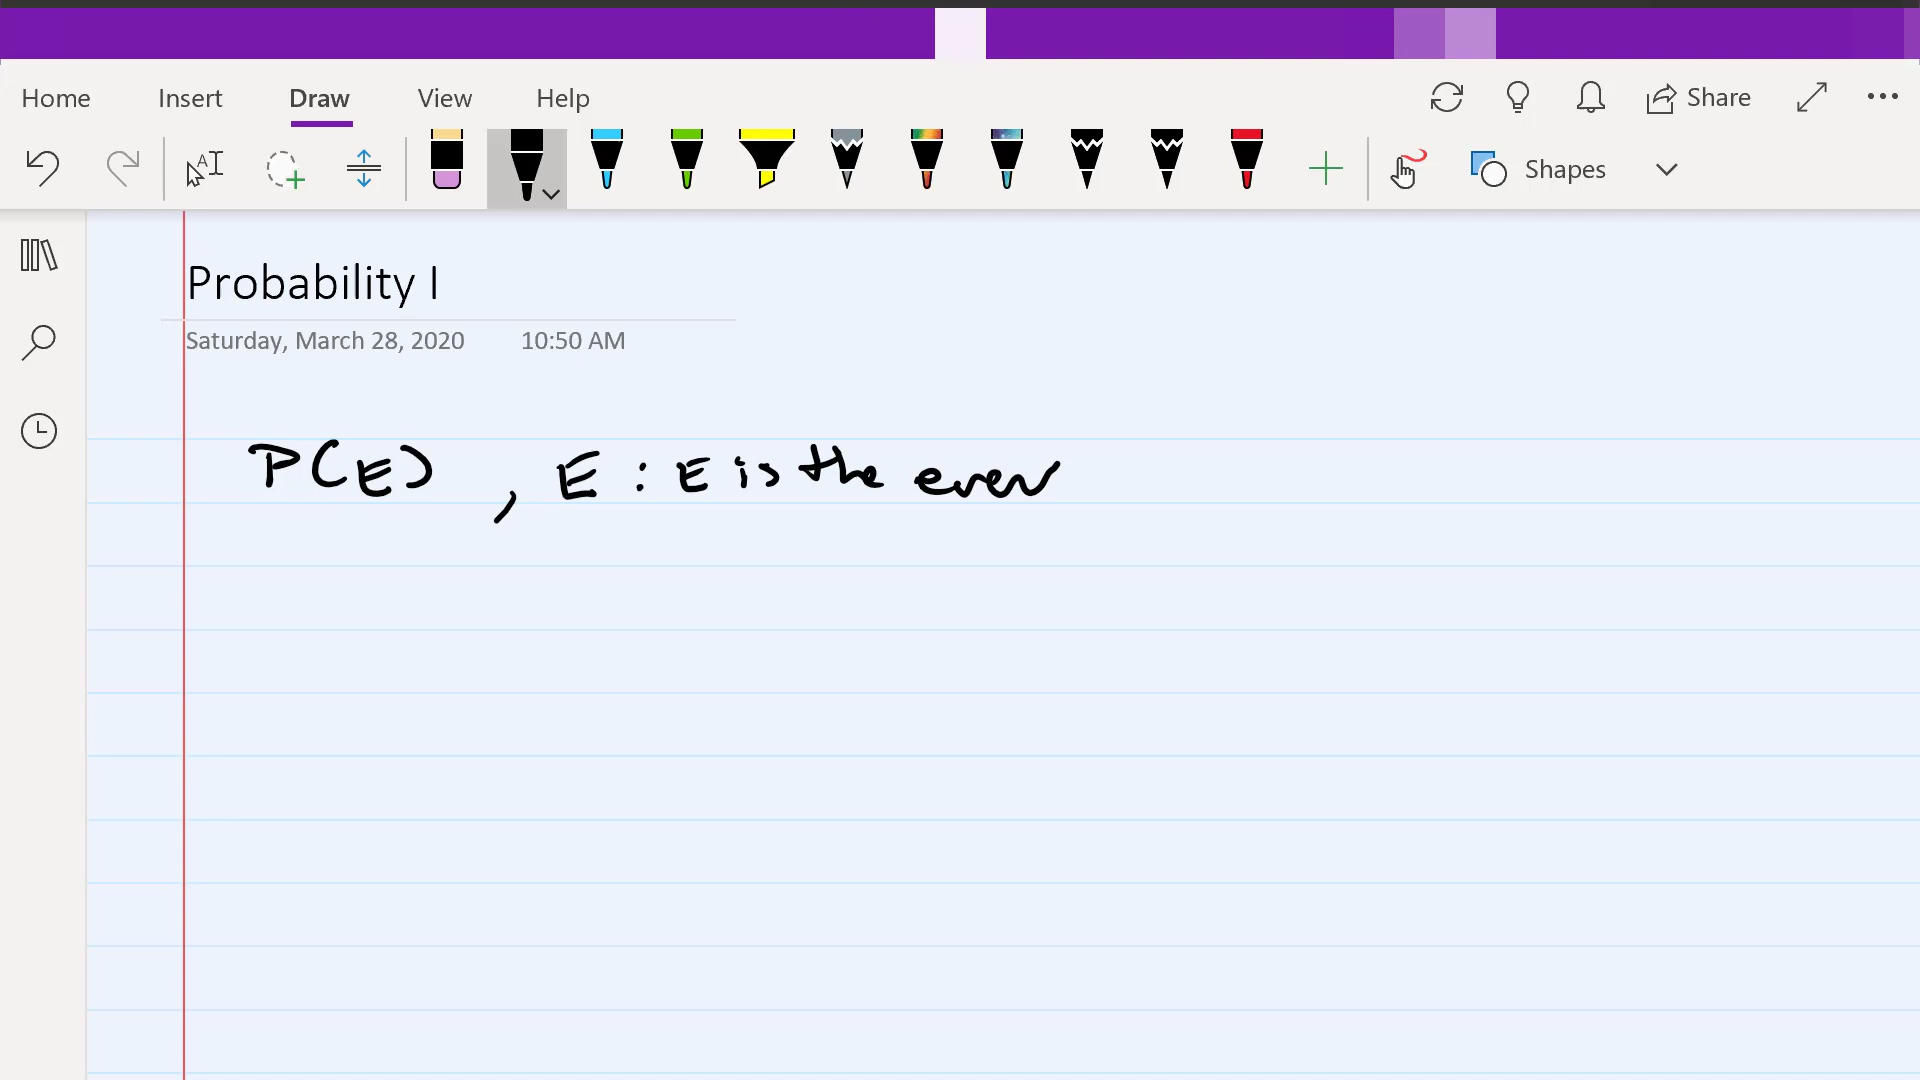 Home Insert Draw View Help Share
Shapes
Probability I
Saturday, March 28, 2020 10:50 AM
P(E) , E : E is the even